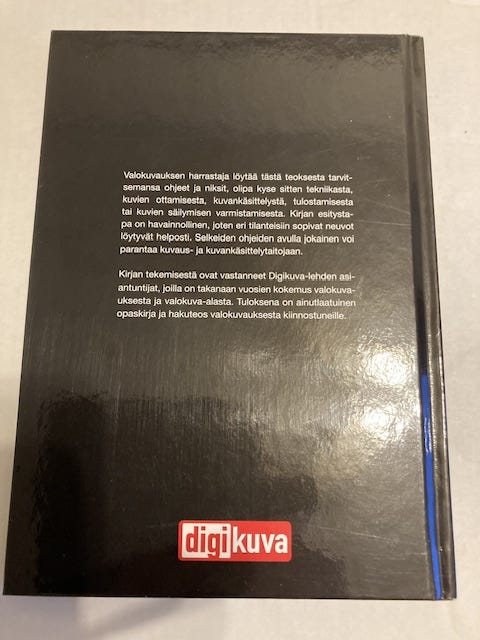 Valokuvauksen harrastaja löytää tästä teoksesta tarvit-
semansa ohjeet ja niksit, olipa kyse sitten tekniikasta,
kuvien ottamisesta, kuvankäsittelystä, tulostamisesta
tai kuvien säilymisen varmistamisesta. Kirjan esitysta-
pa on havainnollinen, joten eri tilanteisiin sopivat neuvot
löytyvät helposti. Selkeiden ohjeiden avulla jokainen voi
parantaa kuvaus- ja kuvankäsittelytaitojaan.
Kirjan tekemisestä ovat vastanneet Digikuva-lehden asi-
antuntijat, joilla on takanaan vuosien kokemus valokuva-
uksesta ja valokuva-alasta. Tuloksena on ainutlaatuinen
opaskirja ja hakuteos valokuvauksesta kiinnostuneille.
digikuva